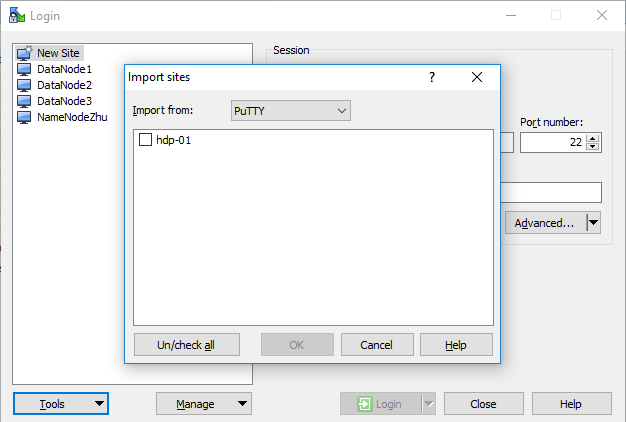 Login
New Site
DataNode1
DataNode2
DataNode3
NameNodeZhu
Session
Port number:
22
Advanced...
Import sites
?
Import from:
PuTTY
hdp-01
Un/check all
OK
Cancel
Help
Tools
Manage
Login
Close
Help